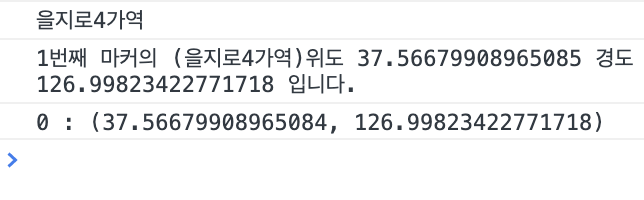 을지로4가역
1번째 마커의 (을지로4가역)위도 37.56679908965085 경도
126.99823422771718 입니다.
0 : (37.56679908965084, 126.99823422771718)
>